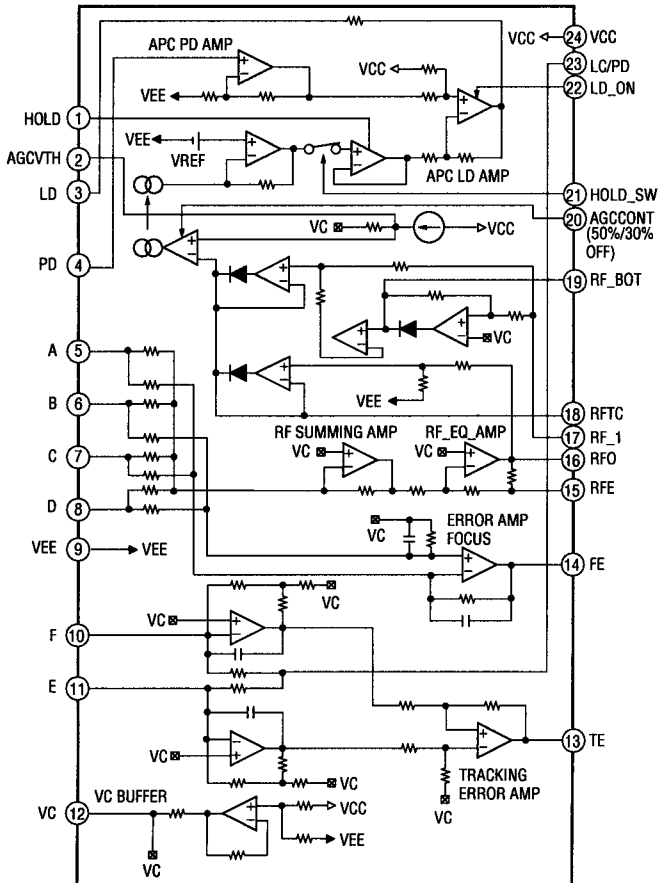 VCC 24 VCC
APC PD AMP
VCC
23 LC/PD
22 LD_ON
VEE
HOLD 1
VEE
VREF
AGCVTH 2
APC LD AMP
LD 3
21 HOLD_SW
VC
VCC
20 AGCCONT
(50%/30%
OFF)
PD 4
19 RF_BOT
VC
A 5
B 6
VEE
18 RFTC
RF SUMMING AMP
RF_EQ_AMP
17 RF_1
C 7
VC
VC
16 RFO
D 8
15 RFE
VC
ERROR AMP
FOCUS
VEE 9 VEE
14 FE
VC
VC
F 10
E 11
VC
13 TE
VC
TRACKING
ERROR AMP
VC
VC 12
VC BUFFER
VCC
VEE
VC